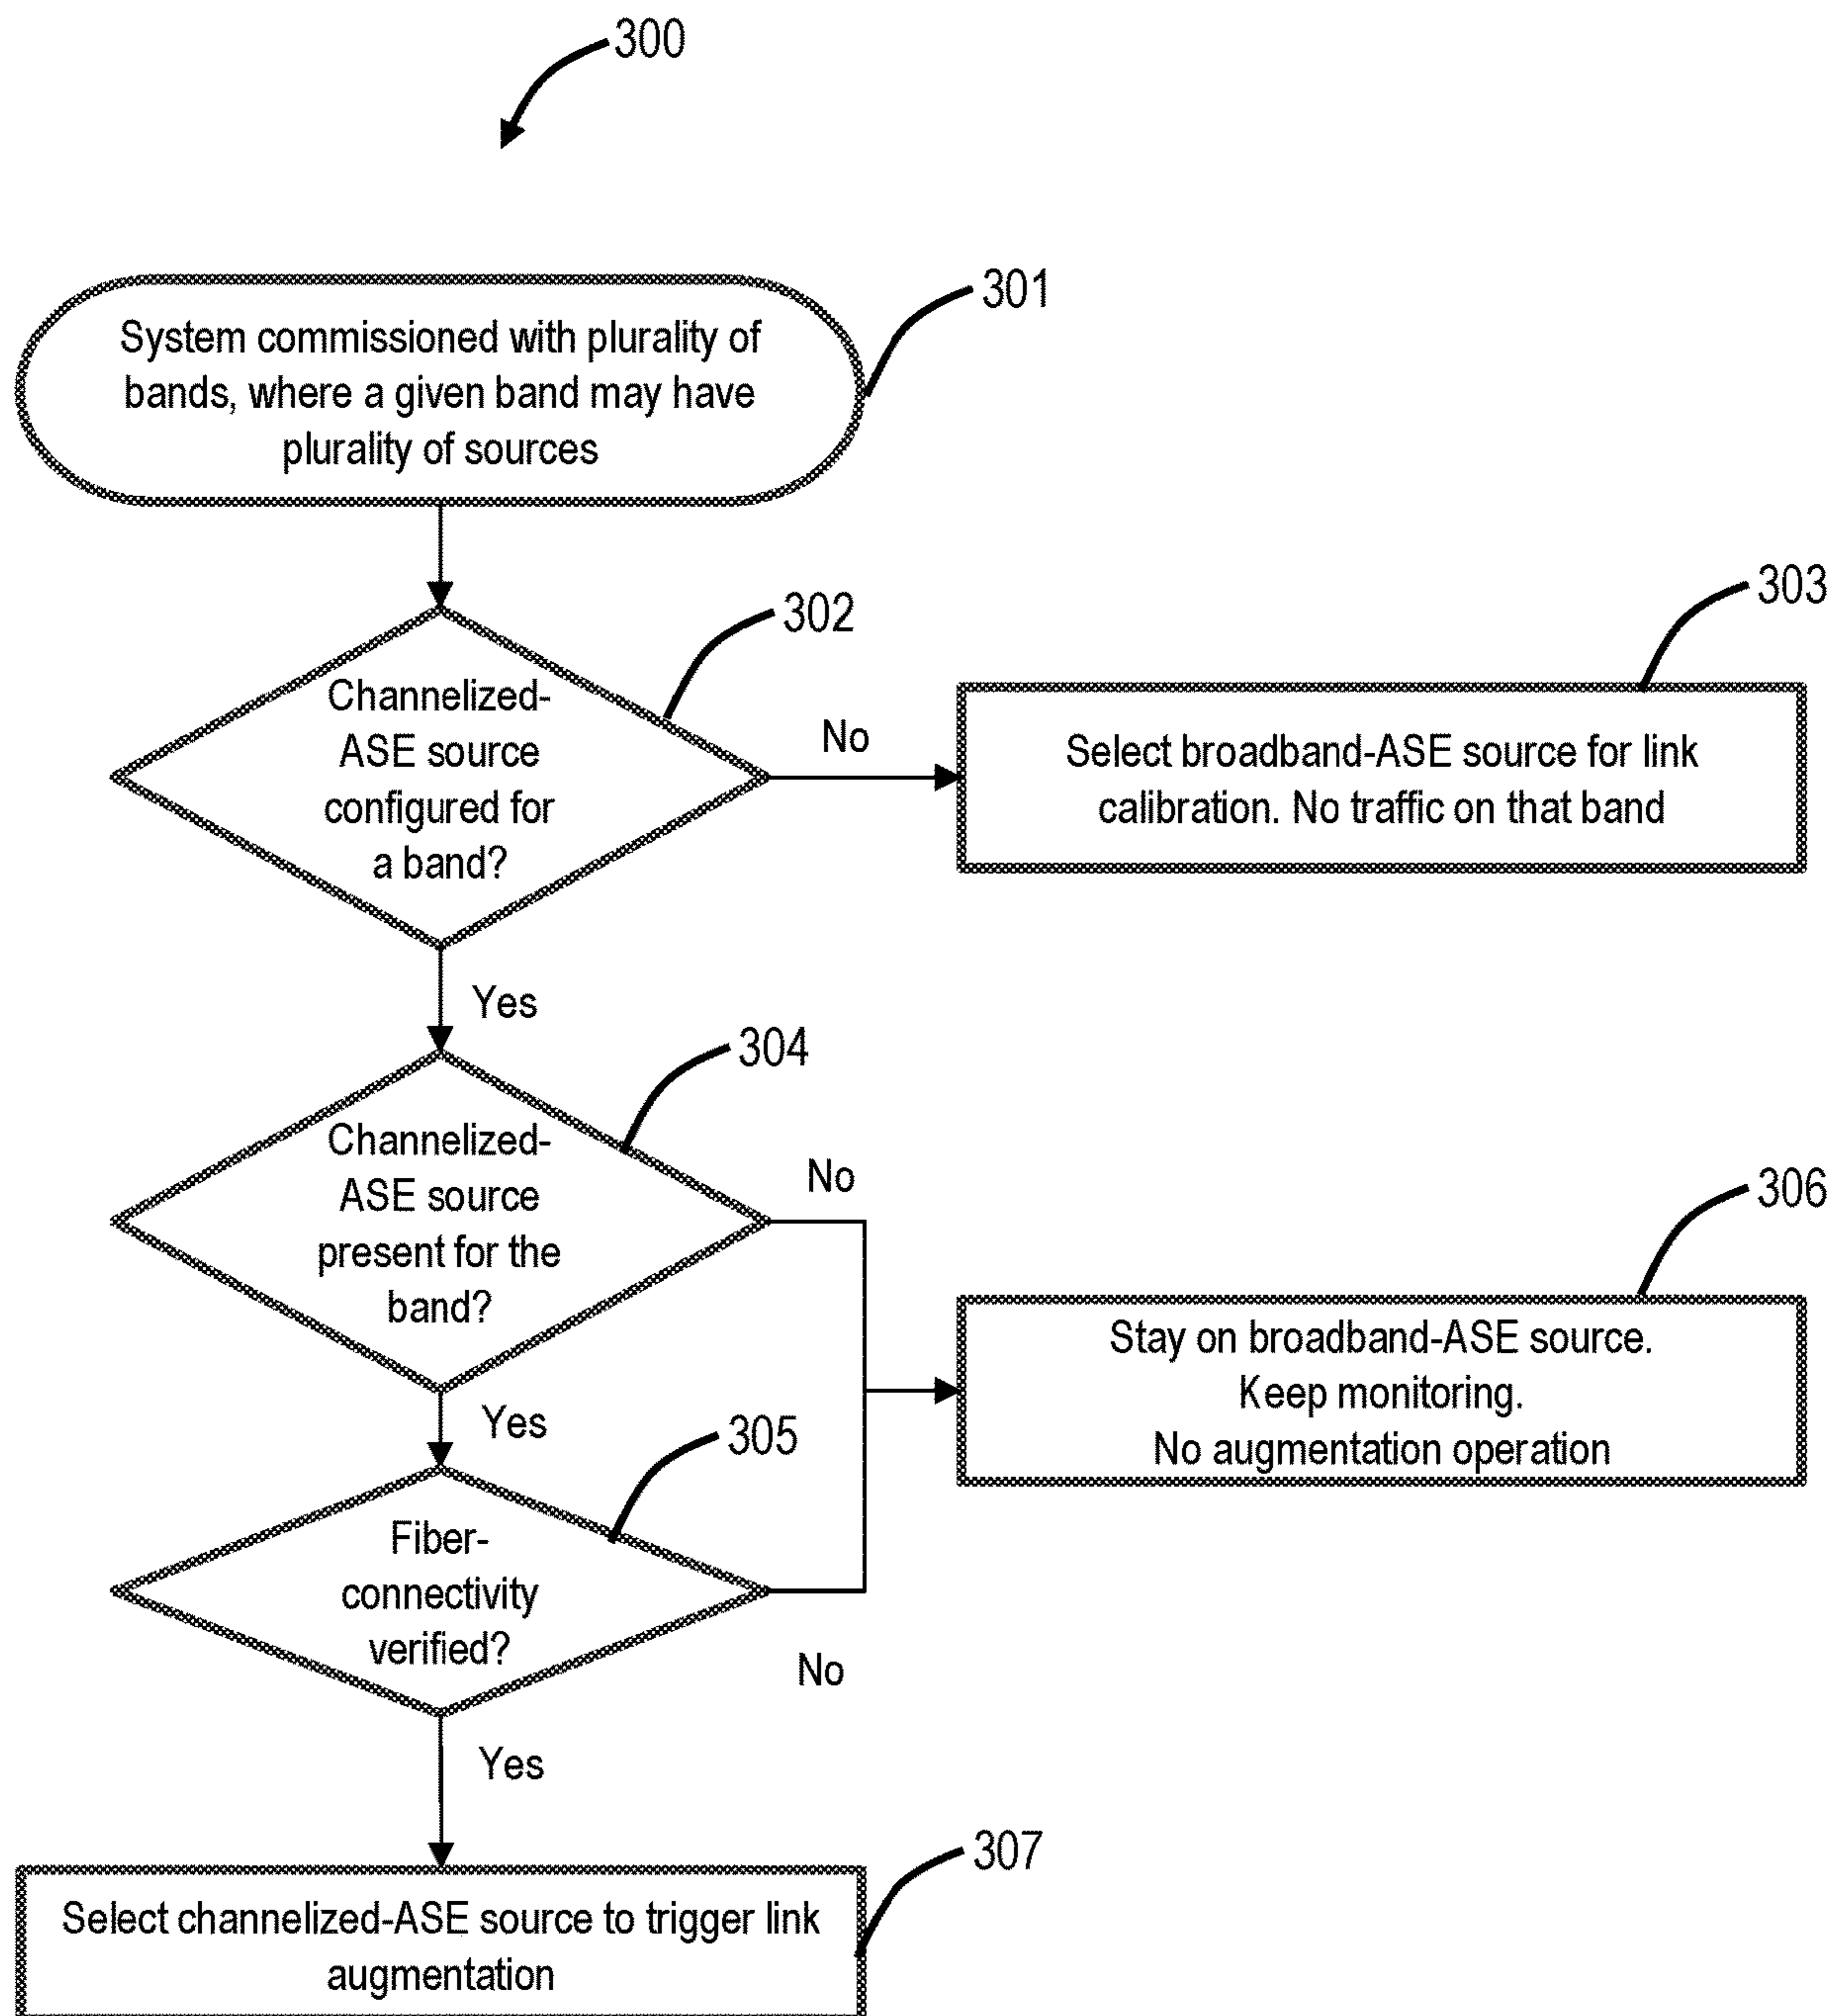 300
301
System commissioned with plurality of
bands, where a given band may have
plurality of sources
302
303
Channelized-
ASE source
configured for
a band?
No
Select broadband-ASE source for link
calibration. No traffic on that band
Yes
304
Channelized-
ASE source
present for the
band?
No
306
Stay on broadband-ASE source.
Keep monitoring.
No augmentation operation
Yes
305
Fiber-
connectivity
verified?
No
Yes
307
Select channelized-ASE source to trigger link
augmentation